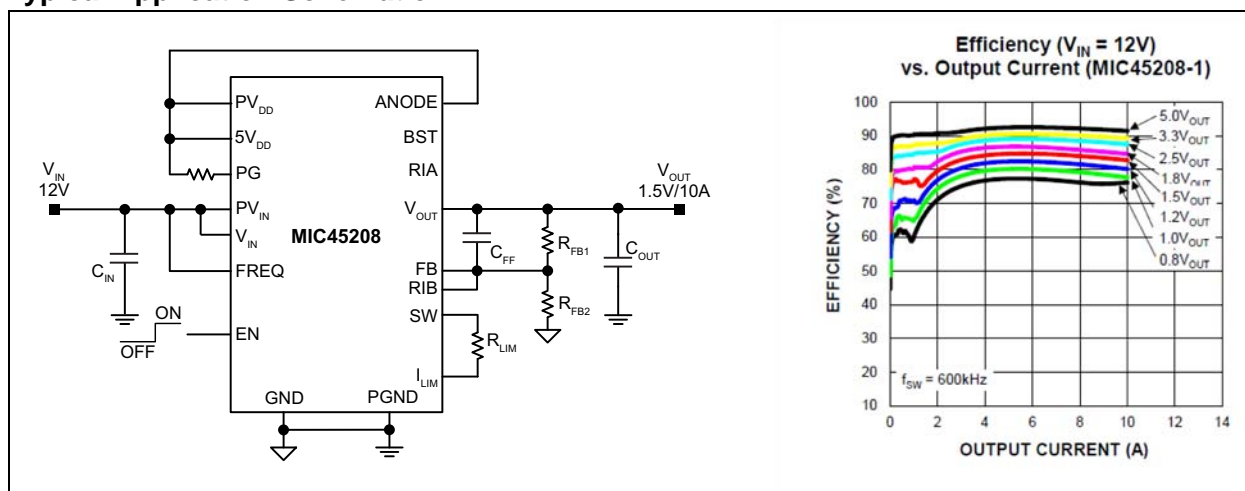 PV_DD
5V_DD
PG
PV_IN
V_IN
FREQ
EN
GND
PGND
ANODE
BST
RIA
V_OUT
FB
RIB
SW
I_LIM
MIC45208
V_IN
12V
C_IN
ON
OFF
V_OUT
1.5V/10A
C_FF
R_FB1
R_FB2
C_OUT
R_LIM
Efficiency (V_IN = 12V)
vs. Output Current (MIC45208-1)
EFFICIENCY (%)
100
90
80
70
60
50
40
30
20
10
5.0V_OUT
3.3V_OUT
2.5V_OUT
1.8V_OUT
1.5V_OUT
1.2V_OUT
1.0V_OUT
0.8V_OUT
f_SW = 600kHz
0
2
4
6
8
10
12
14
OUTPUT CURRENT (A)